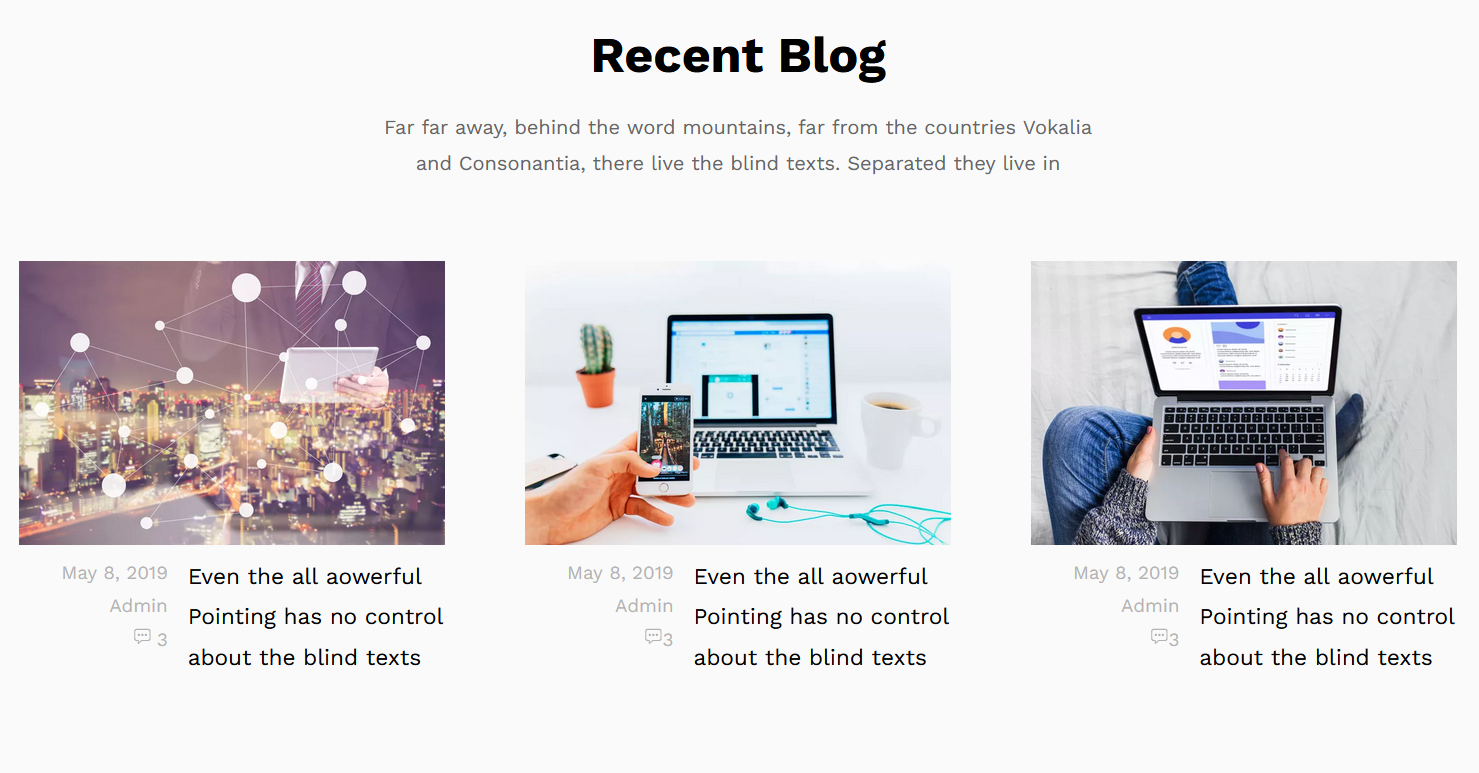 Recent Blog
Far far away, behind the word mountains, far from the countries Vokalia
and Consonantia, there live the blind texts. Separated they live in
May 8, 2019
Admin
3
Even the all aowerful
Pointing has no control
about the blind texts
May 8, 2019
Admin
3
Even the all aowerful
Pointing has no control
about the blind texts
May 8, 2019
Admin
3
Even the all aowerful
Pointing has no control
about the blind texts